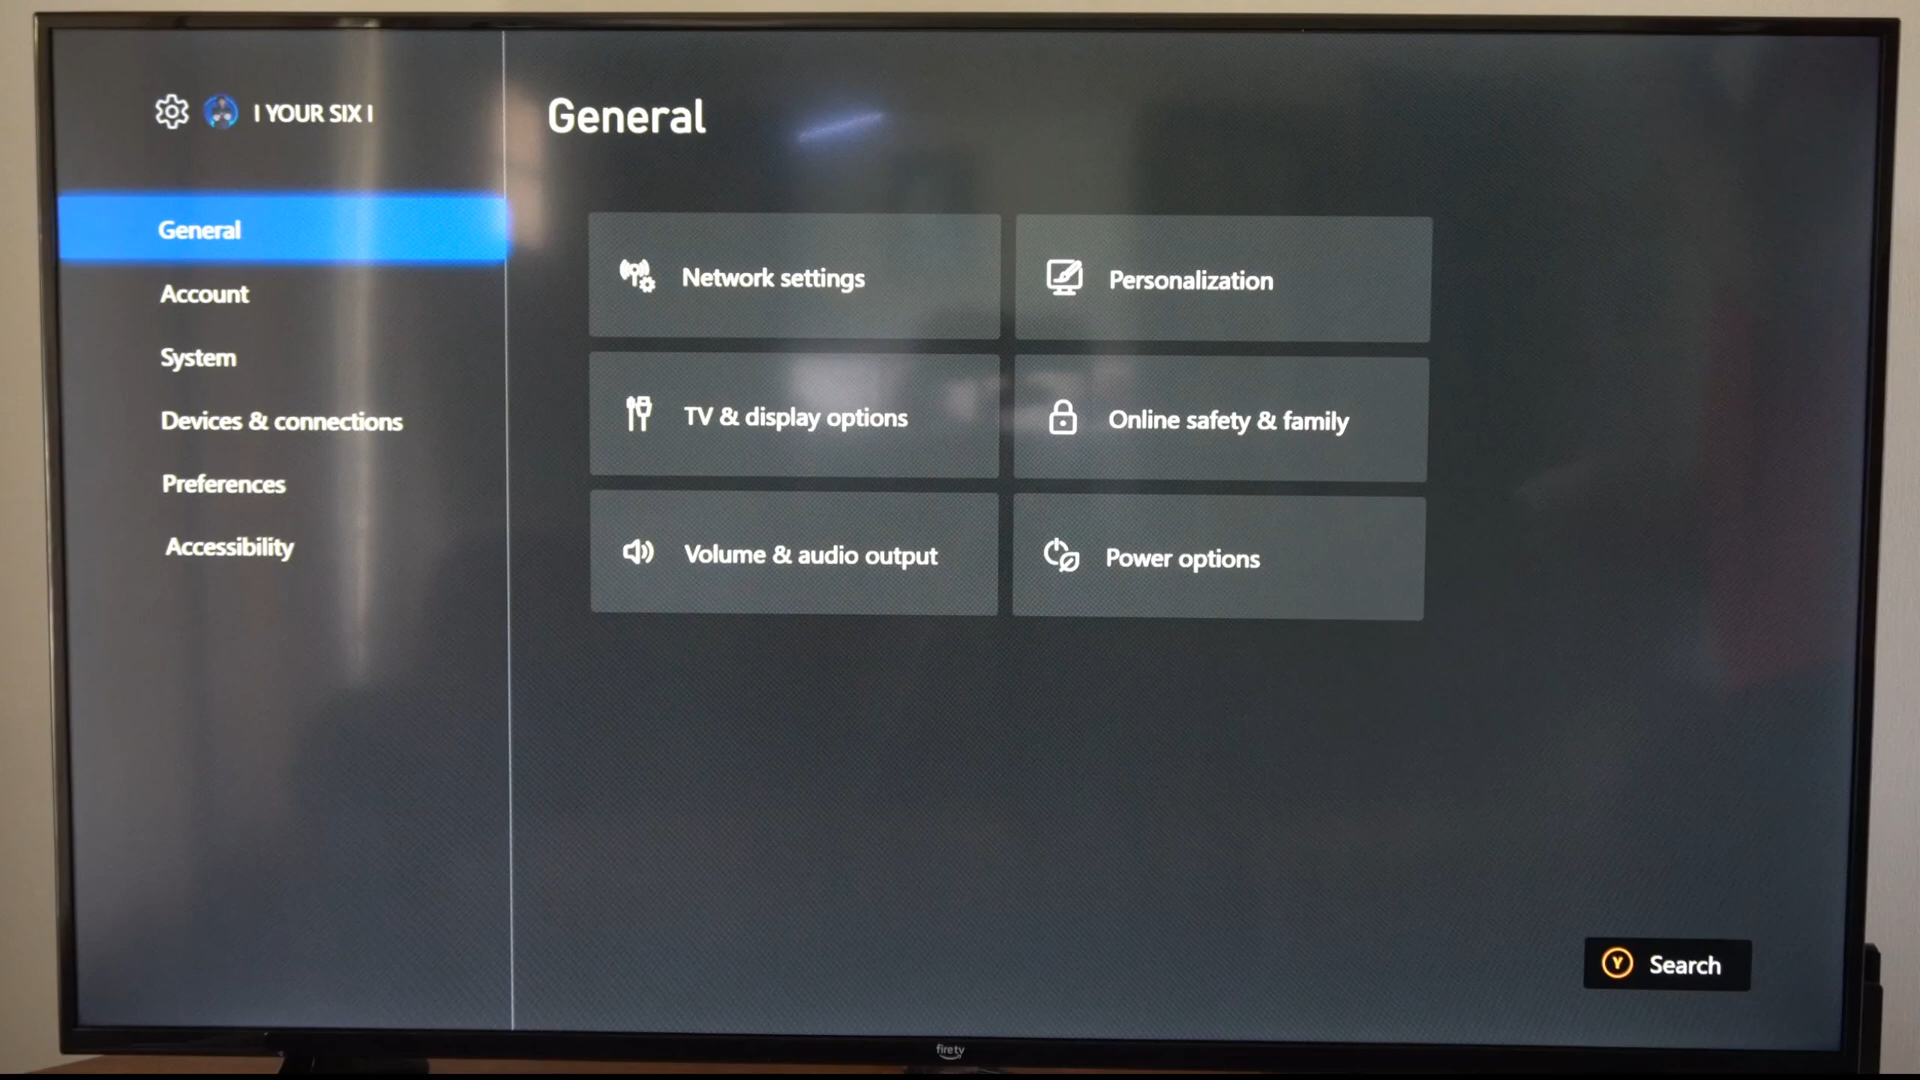 I YOUR SIX I
General
Account
System
Devices & connections
Preferences
Accessibility
General
Network settings
Personalization
TV & display options
Online safety & family
Volume & audio output
Power options
Y Search
firetv